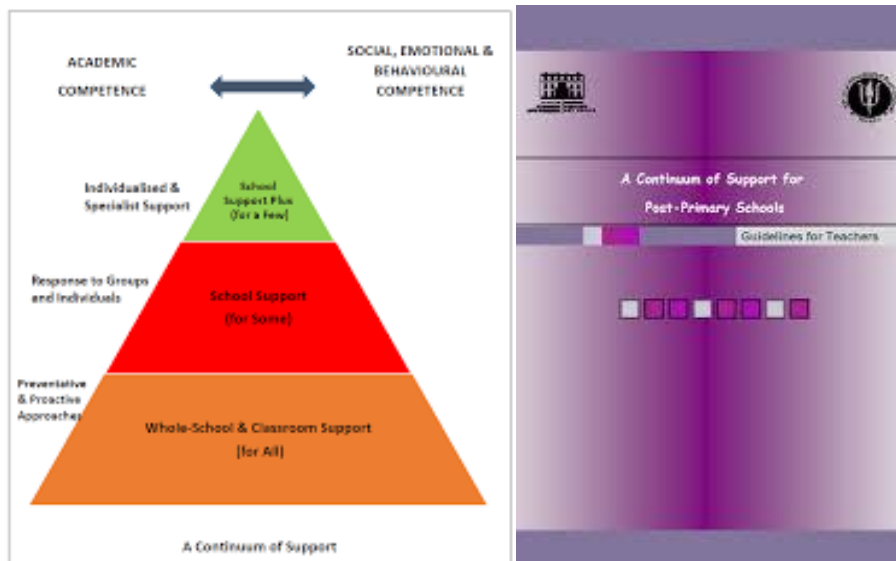 ACADEMIC
COMPETENCE
SOCIAL, EMOTIONAL &
BEHAVIOURAL
COMPETENCE
Individualised &
Specialist Support
School
Support Plus
(for a Few)
Response to Groups
and Individuals
School Support
(for Some)
Preventative
& Proactive
Approaches
Whole-School & Classroom Support
(for All)
A Continuum of Support
A Continuum of Support for
Post-Primary Schools
Guidelines for Teachers